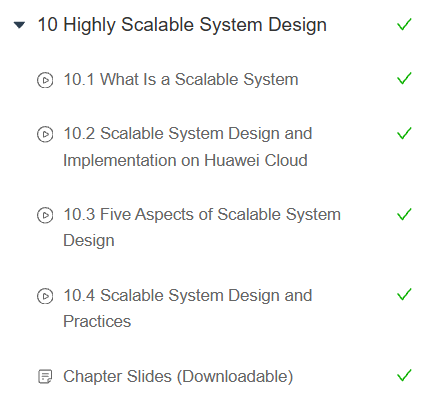 10 Highly Scalable System Design
10.1 What Is a Scalable System
10.2 Scalable System Design and
Implementation on Huawei Cloud
10.3 Five Aspects of Scalable System
Design
10.4 Scalable System Design and
Practices
Chapter Slides (Downloadable)